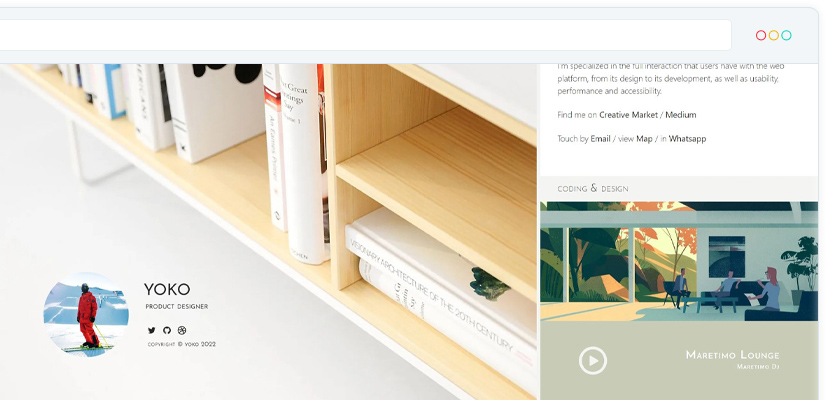 I'm specialized in the full interaction that users have with the web
platform, from its design to its development, as well as usability,
performance and accessibility.
Find me on Creative Market / Medium
Touch by Email / view Map / in Whatsapp
CODING & DESIGN
Great
VISIONARY ARCHITECTURE OF THE 20TH CENTURY
YOKO
PRODUCT DESIGNER
COPYRIGHT © YOKO 2022
MARETIMO LOUNGE
MARETIMO DJ